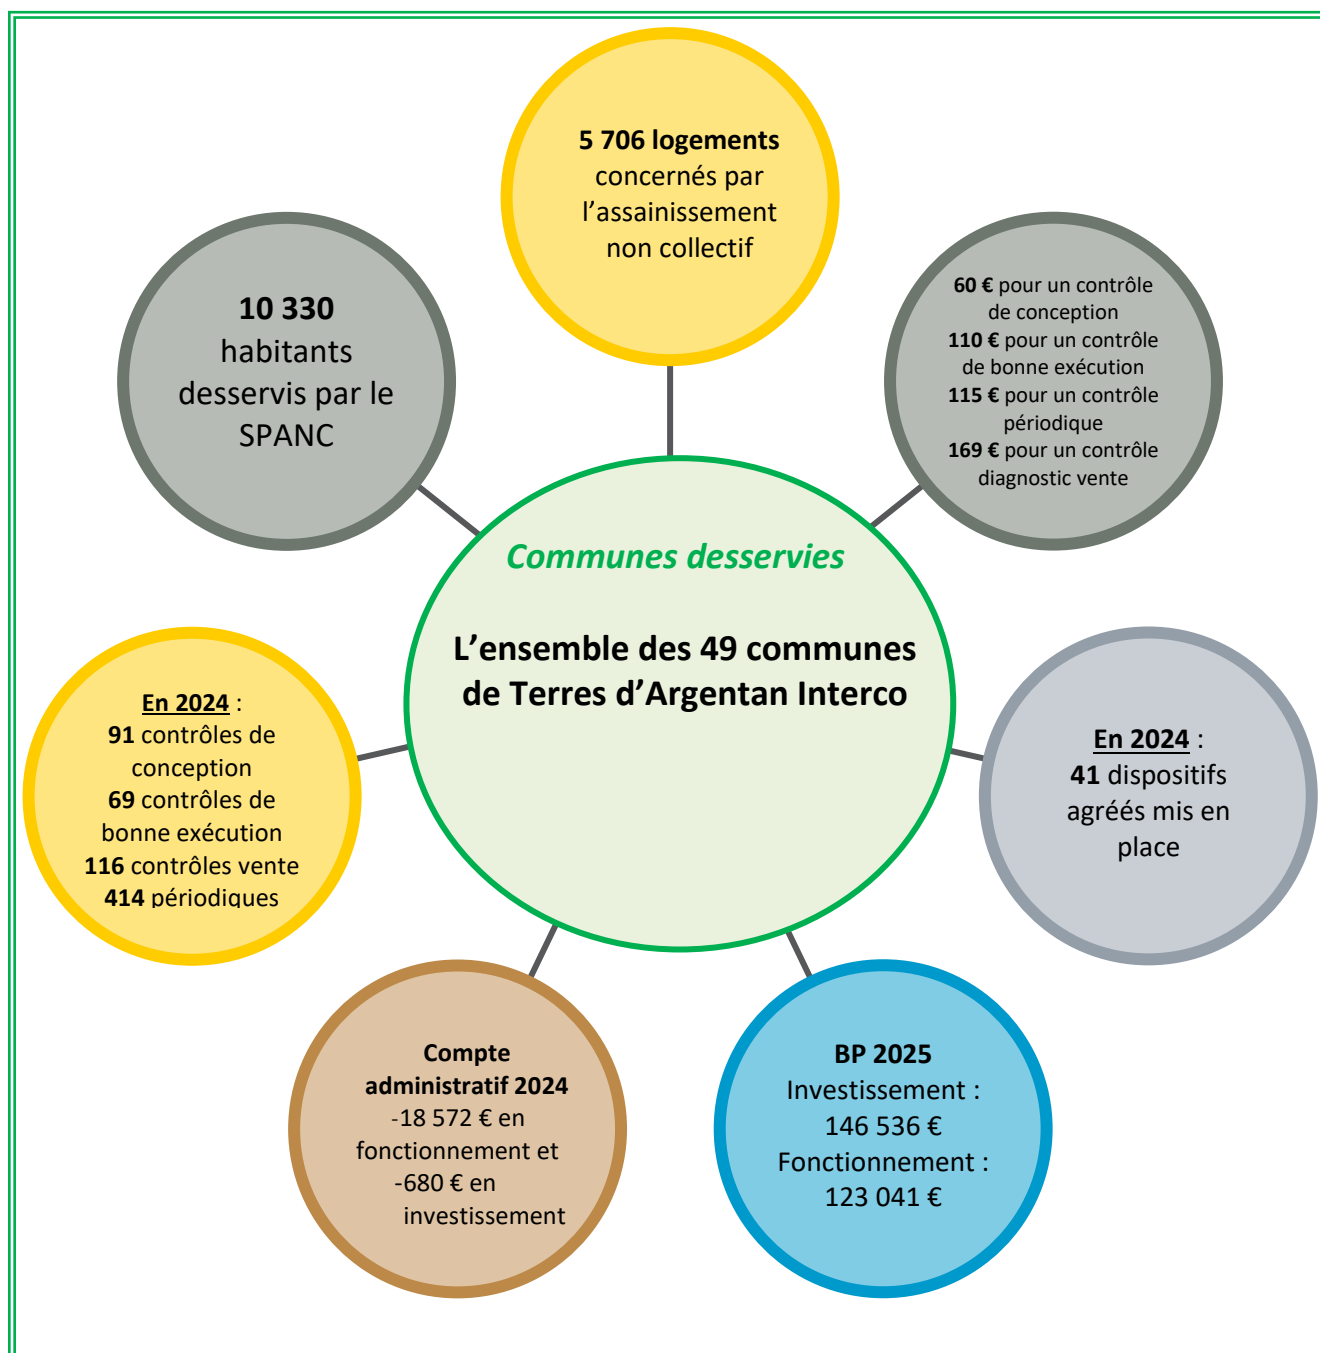 5 706 logements
concernés par
l’assainissement
non collectif
60 € pour un contrôle
de conception
110 € pour un contrôle
de bonne exécution
115 € pour un contrôle
périodique
169 € pour un contrôle
diagnostic vente
10 330
habitants
desservis par le
SPANC
Communes desservies
L’ensemble des 49 communes
de Terres d’Argentan Interco
En 2024 :
41 dispositifs
agréés mis en
place
En 2024 :
91 contrôles de
conception
69 contrôles de
bonne exécution
116 contrôles vente
414 périodiques
BP 2025
Investissement :
146 536 €
Fonctionnement :
123 041 €
Compte
administratif 2024
-18 572 € en
fonctionnement et
-680 € en
investissement